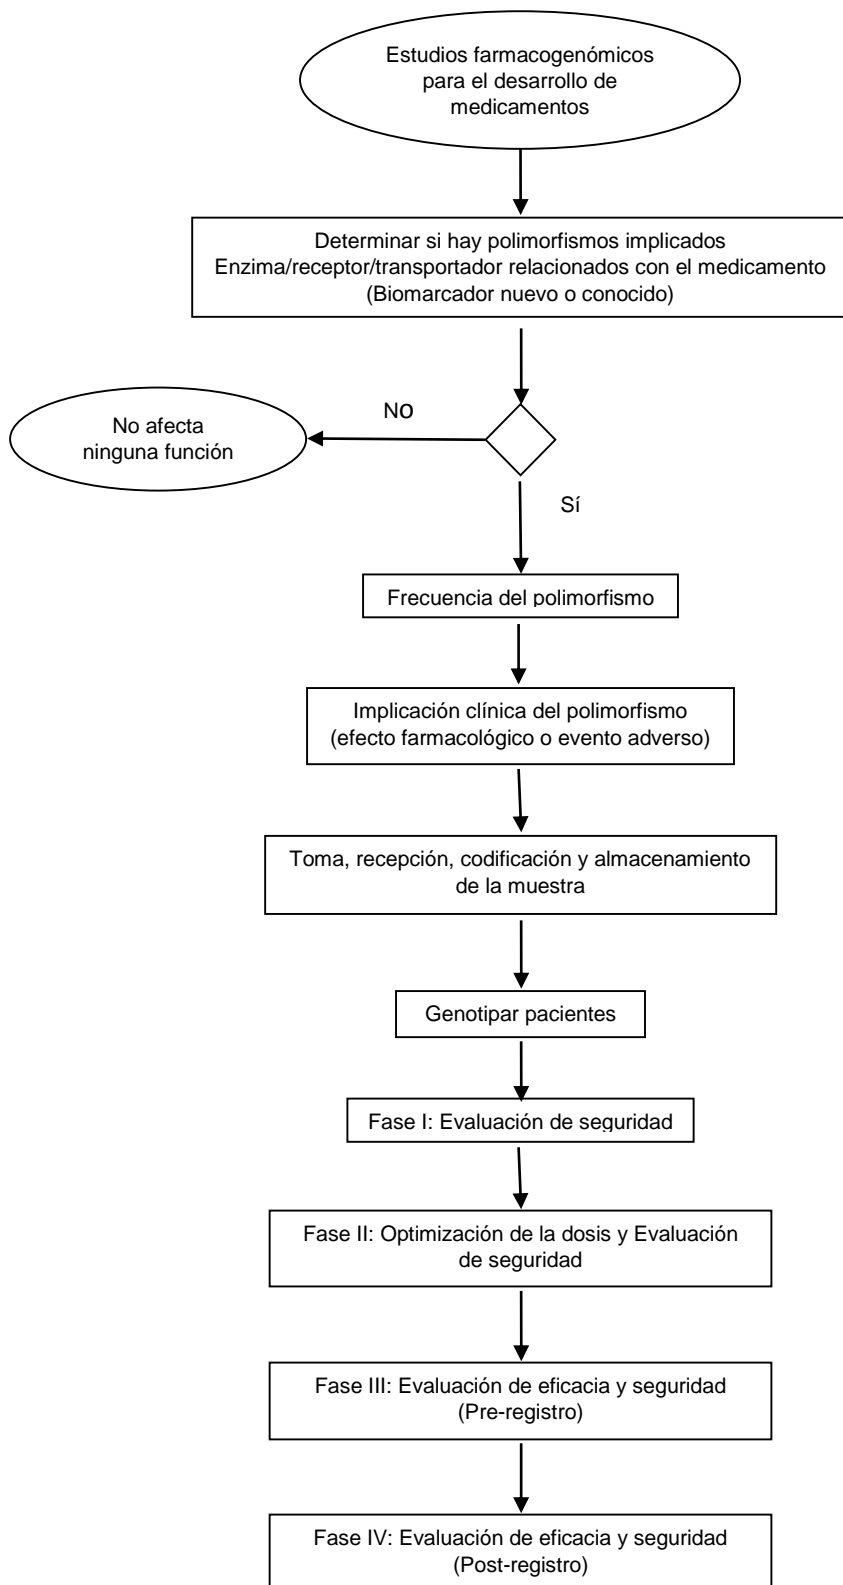 Estudios farmacogenómicos
para el desarrollo de
medicamentos
Determinar si hay polimorfismos implicados
Enzima/receptor/transportador relacionados con el medicamento
(Biomarcador nuevo o conocido)
No
No afecta
ninguna función
Sí
Frecuencia del polimorfismo
Implicación clínica del polimorfismo
(efecto farmacológico o evento adverso)
Toma, recepción, codificación y almacenamiento
de la muestra
Genotipar pacientes
Fase I: Evaluación de seguridad
Fase II: Optimización de la dosis y Evaluación
de seguridad
Fase III: Evaluación de eficacia y seguridad
(Pre-registro)
Fase IV: Evaluación de eficacia y seguridad
(Post-registro)